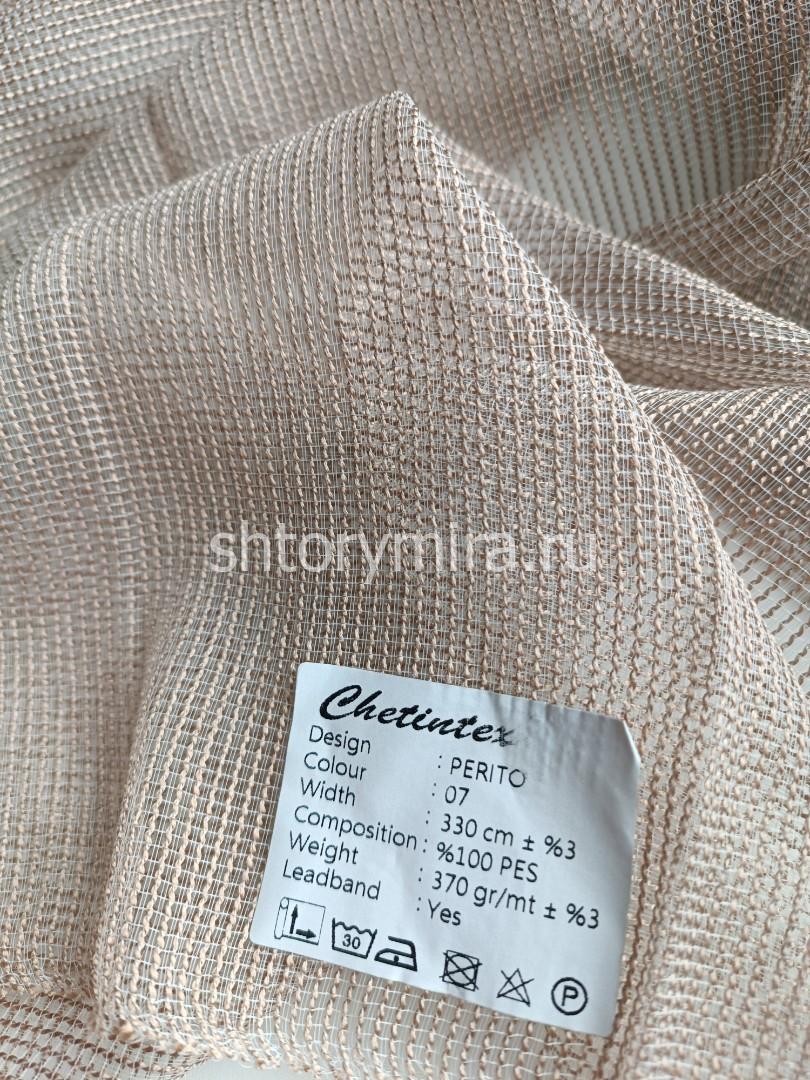 shtorymira.ru
Chetintex
Design : PERITO
Colour : 07
Width : 330 cm ± %3
Composition : %100 PES
Weight : 370 gr/mt ± %3
Leadband : Yes
30
P